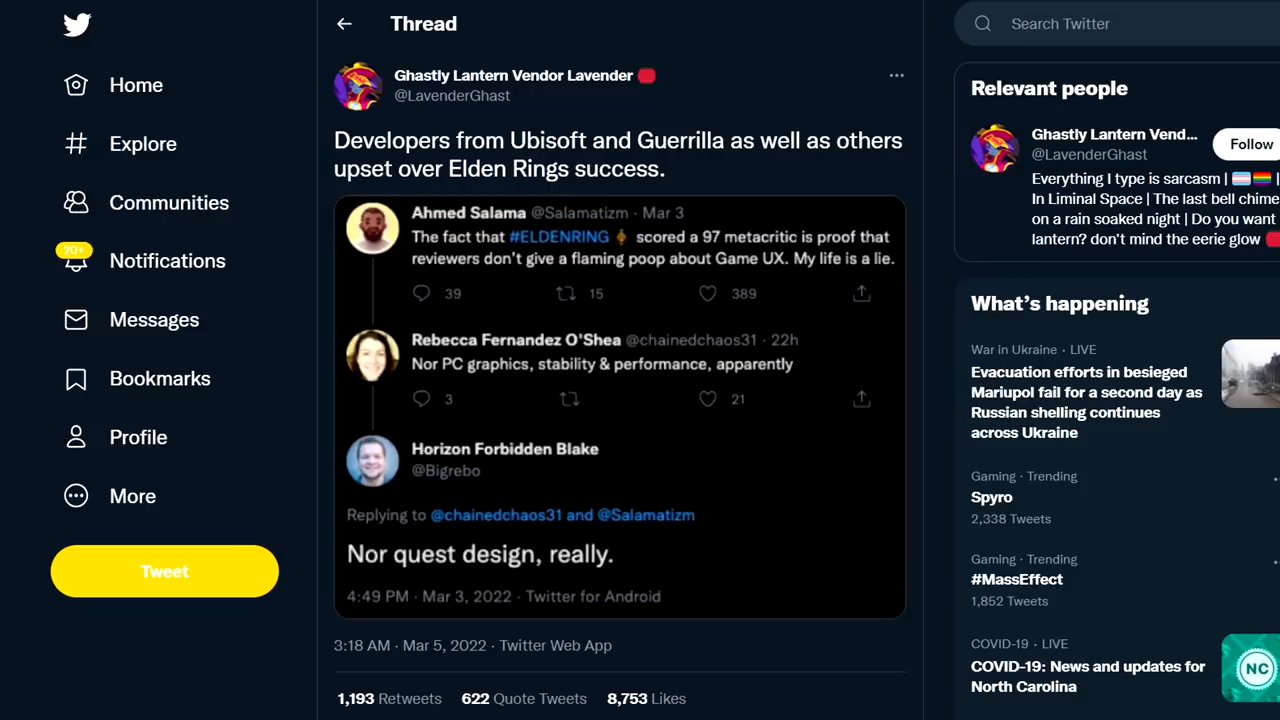 Home
Explore
Communities
20+
Notifications
Messages
Bookmarks
Profile
More
Tweet
Thread
Ghastly Lantern Vendor Lavender
@LavenderGhast
Developers from Ubisoft and Guerrilla as well as others
upset over Elden Rings success.
Ahmed Salama @Salamatizm · Mar 3
The fact that #ELDENRING scored a 97 metacritic is proof that
reviewers don't give a flaming poop about Game UX. My life is a lie.
39 15 389
Rebecca Fernandez O'Shea @chainedchaos31 · 22h
Nor PC graphics, stability & performance, apparently
3 21
Horizon Forbidden Blake
@Bigrebo
Replying to @chainedchaos31 and @Salamatizm
Nor quest design, really.
4:49 PM · Mar 3, 2022 · Twitter for Android
3:18 AM · Mar 5, 2022 · Twitter Web App
1,193 Retweets 622 Quote Tweets 8,753 Likes
Search Twitter
Relevant people
Ghastly Lantern Vend...
@LavenderGhast
Follow
Everything I type is sarcasm | |
In Liminal Space | The last bell chime
on a rain soaked night | Do you want
lantern? don't mind the eerie glow
What's happening
War in Ukraine · LIVE
Evacuation efforts in besieged
Mariupol fail for a second day as
Russian shelling continues
across Ukraine
Gaming · Trending
Spyro
2,338 Tweets
Gaming · Trending
#MassEffect
1,852 Tweets
COVID-19 · LIVE
COVID-19: News and updates for
North Carolina
NC